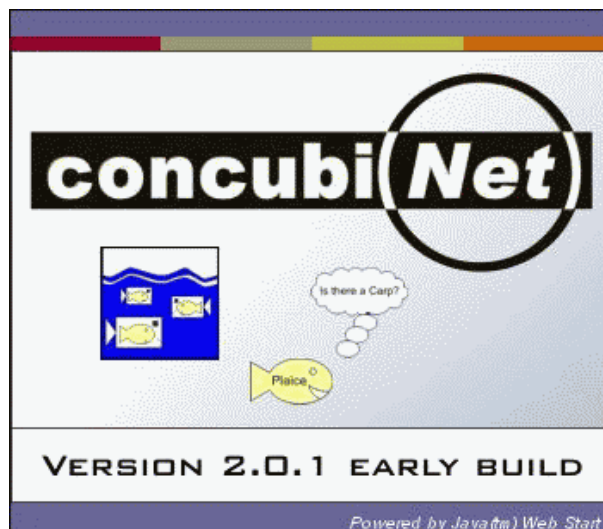 concubiNet
Is there a Carp?
Plaice
VERSION 2.0.1 EARLY BUILD
Powered by Java(tm) Web Start